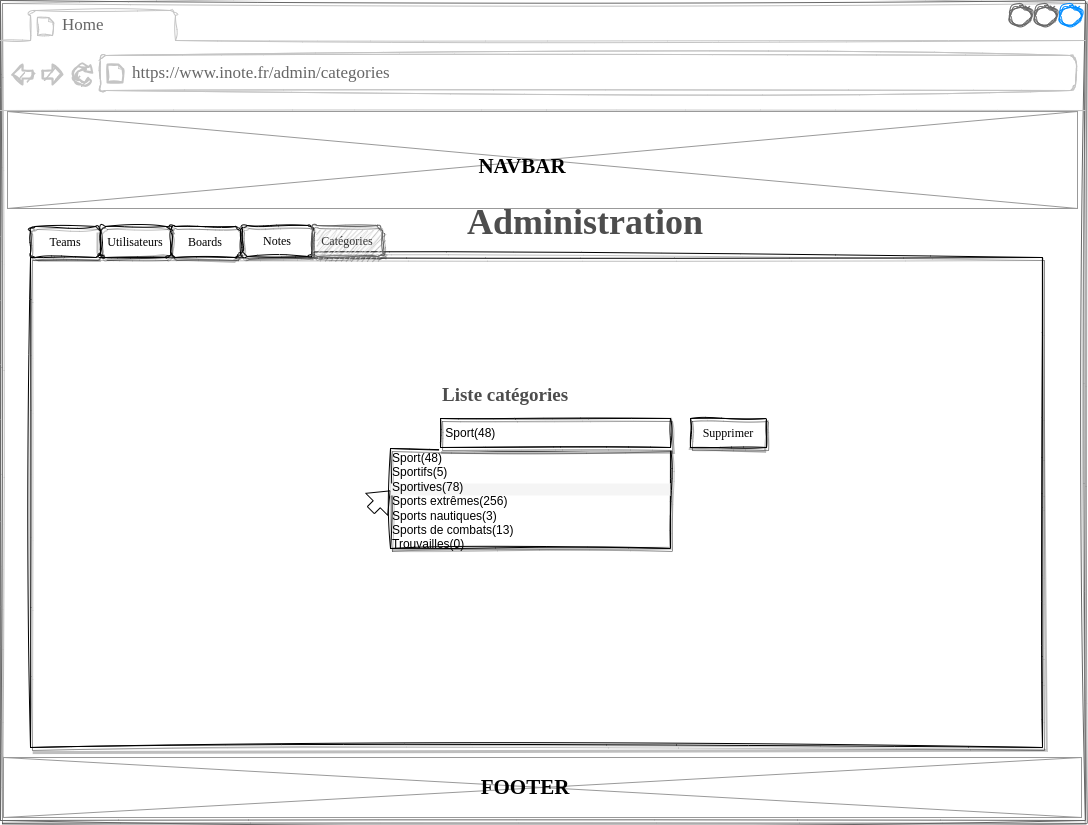 Home
https://www.inote.fr/admin/categories
NAVBAR
Administration
Teams
Utilisateurs
Boards
Notes
Catégories
Liste catégories
Sport(48)
Supprimer
Sport(48)
Sportifs(5)
Sportives(78)
Sports extrêmes(256)
Sports nautiques(3)
Sports de combats(13)
Trouvailles(0)
FOOTER